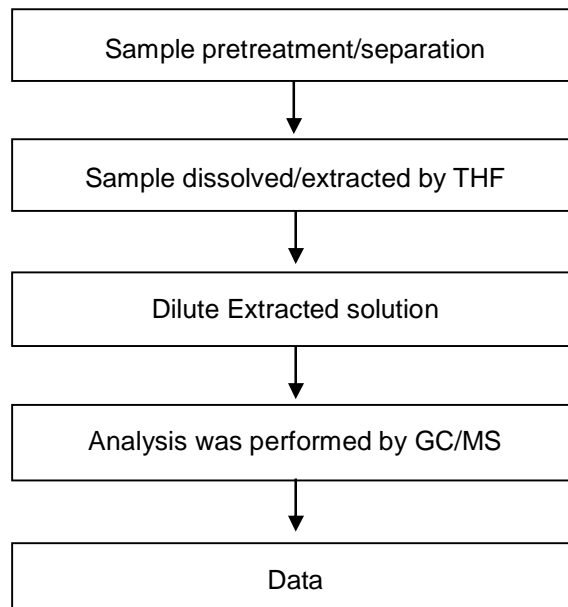 Sample pretreatment/separation
Sample dissolved/extracted by THF
Dilute Extracted solution
Analysis was performed by GC/MS
Data